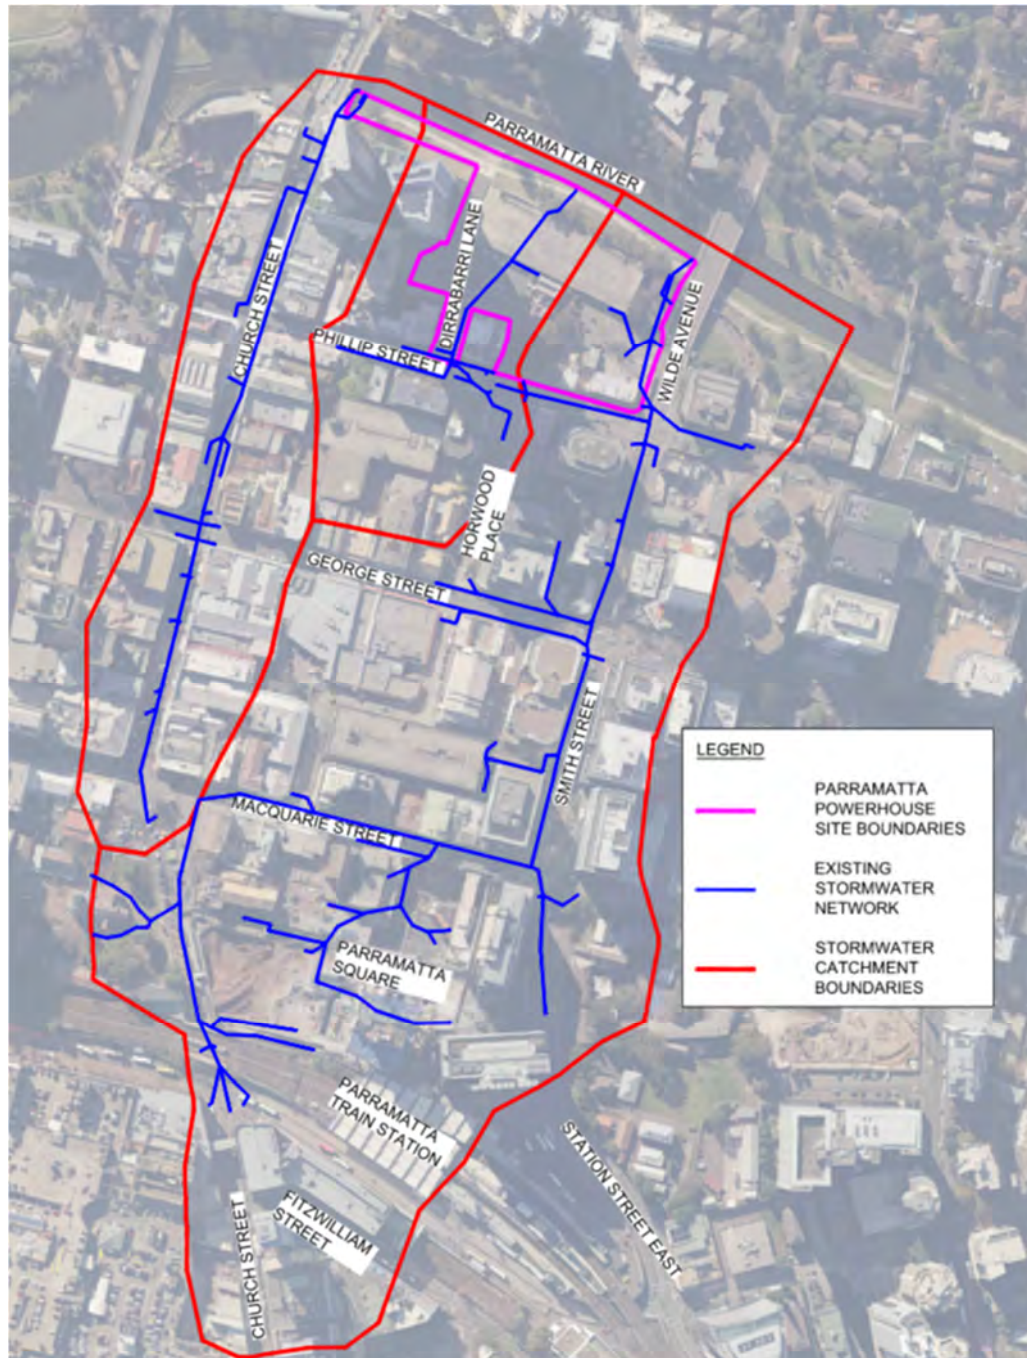 PARRAMATTA RIVER
CHURCH STREET
DIRRABARRI LANE
PHILLIP STREET
WILDE AVENUE
HORWOOD
PLACE
GEORGE STREET
SMITH STREET
MACQUARIE STREET
PARRAMATTA
SQUARE
PARRAMATTA
TRAIN STATION
FITZWILLIAM
STREET
CHURCH STREET
STATION STREET EAST
LEGEND
PARRAMATTA
POWERHOUSE
SITE BOUNDARIES
EXISTING
STORMWATER
NETWORK
STORMWATER
CATCHMENT
BOUNDARIES